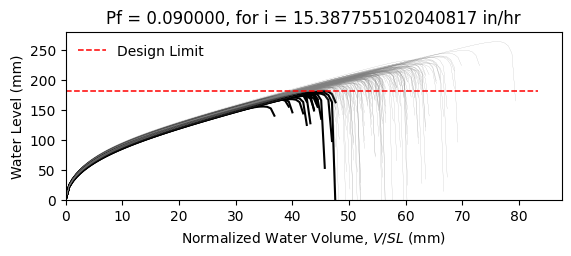 Pf = 0.090000, for i = 15.387755102040817 in/hr
Design Limit
Water Level (mm)
250
200
150
100
50
0
0 10 20 30 40 50 60 70 80
Normalized Water Volume, V/SL (mm)